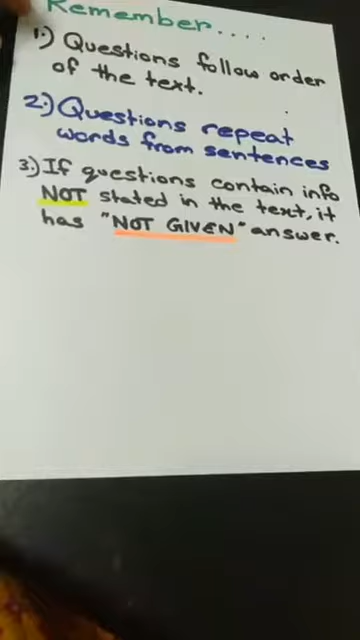 Remember....
1.) Questions follow order
of the text.
2.) Questions repeat
words from sentences
3.) If questions contain info
NOT stated in the text, it
has "NOT GIVEN" answer.